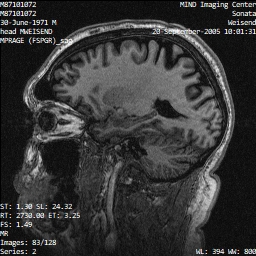 M87101072
MIND Imaging Center
M87101072
Sonata
30-June-1971 M
Weisend
head MWEISEND
20-September-2005 10:01:31
MPRAGE (FSPGR)_sag
ST: 1.30 SL: 24.32
RT: 2730.00 ET: 3.25
FS: 1.49
MR
Images: 83/128
Series: 2
WL: 394 WW: 800